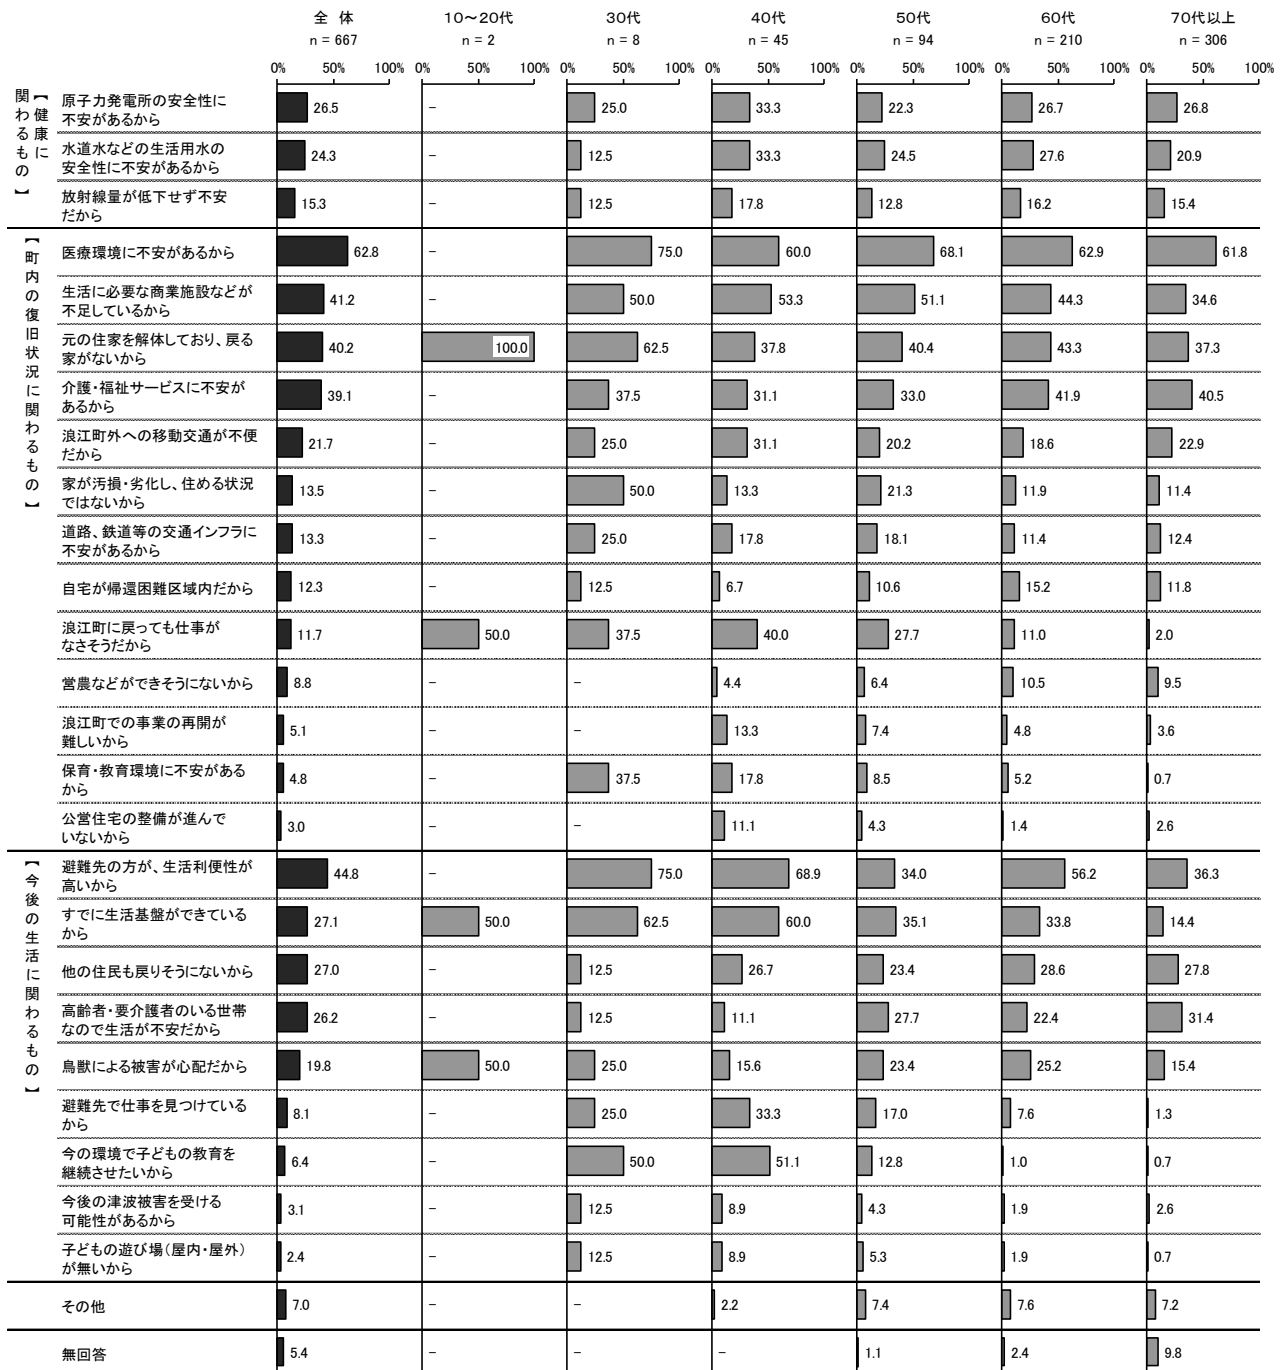 全 体 10～20代 30代 40代 50代 60代 70代以上
n = 667 n = 2 n = 8 n = 45 n = 94 n = 210 n = 306
0% 50% 100% 0% 50% 100% 0% 50% 100% 0% 50% 100% 0% 50% 100% 0% 50% 100% 0% 50% 100%
【健康に関わるもの】
原子力発電所の安全性に
不安があるから
26.5 － 25.0 33.3 22.3 26.7 26.8
水道水などの生活用水の
安全性に不安があるから
24.3 － 12.5 33.3 24.5 27.6 20.9
放射線量が低下せず不安
だから
15.3 － 12.5 17.8 12.8 16.2 15.4
【町内の復旧状況に関わるもの】
医療環境に不安があるから
62.8 － 75.0 60.0 68.1 62.9 61.8
生活に必要な商業施設などが
不足しているから
41.2 － 50.0 53.3 51.1 44.3 34.6
元の住家を解体しており、戻る
家がないから
40.2 100.0 62.5 37.8 40.4 43.3 37.3
介護・福祉サービスに不安が
あるから
39.1 － 37.5 31.1 33.0 41.9 40.5
浪江町外への移動交通が不便
だから
21.7 － 25.0 31.1 20.2 18.6 22.9
家が汚損・劣化し、住める状況
ではないから
13.5 － 50.0 13.3 21.3 11.9 11.4
道路、鉄道等の交通インフラに
不安があるから
13.3 － 25.0 17.8 18.1 11.4 12.4
自宅が帰還困難区域内だから
12.3 － 12.5 6.7 10.6 15.2 11.8
浪江町に戻っても仕事が
なさそうだから
11.7 50.0 37.5 40.0 27.7 11.0 2.0
営農などができそうにないから
8.8 － － 4.4 6.4 10.5 9.5
浪江町での事業の再開が
難しいから
5.1 － － 13.3 7.4 4.8 3.6
保育・教育環境に不安がある
から
4.8 － 37.5 17.8 8.5 5.2 0.7
公営住宅の整備が進んで
いないから
3.0 － － 11.1 4.3 1.4 2.6
【今後の生活に関わるもの】
避難先の方が、生活利便性が
高いから
44.8 － 75.0 68.9 34.0 56.2 36.3
すでに生活基盤ができている
から
27.1 50.0 62.5 60.0 35.1 33.8 14.4
他の住民も戻りそうにないから
27.0 － 12.5 26.7 23.4 28.6 27.8
高齢者・要介護者のいる世帯
なので生活が不安だから
26.2 － 12.5 11.1 27.7 22.4 31.4
鳥獣による被害が心配だから
19.8 50.0 25.0 15.6 23.4 25.2 15.4
避難先で仕事を見つけている
から
8.1 － 25.0 33.3 17.0 7.6 1.3
今の環境で子どもの教育を
継続させたいから
6.4 － 50.0 51.1 12.8 1.0 0.7
今後の津波被害を受ける
可能性があるから
3.1 － 12.5 8.9 4.3 1.9 2.6
子どもの遊び場（屋内・屋外）
が無いから
2.4 － 12.5 8.9 5.3 1.9 0.7
その他
7.0 － － 2.2 7.4 7.6 7.2
無回答
5.4 － － － 1.1 2.4 9.8